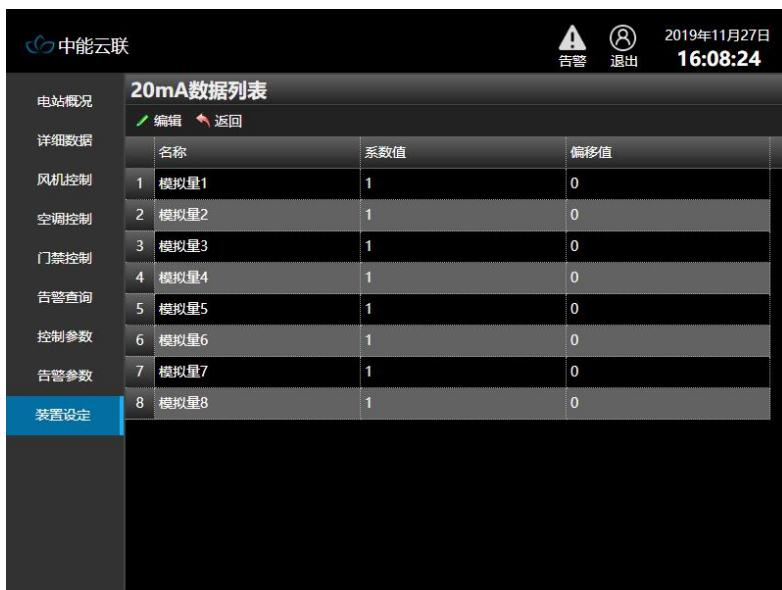 中能云联
告警
退出
2019年11月27日
16:08:24
电站概况
详细数据
风机控制
空调控制
门禁控制
告警查询
控制参数
告警参数
装置设定
20mA数据列表
编辑 返回
名称 系数值 偏移值
1 模拟量1 1 0
2 模拟量2 1 0
3 模拟量3 1 0
4 模拟量4 1 0
5 模拟量5 1 0
6 模拟量6 1 0
7 模拟量7 1 0
8 模拟量8 1 0